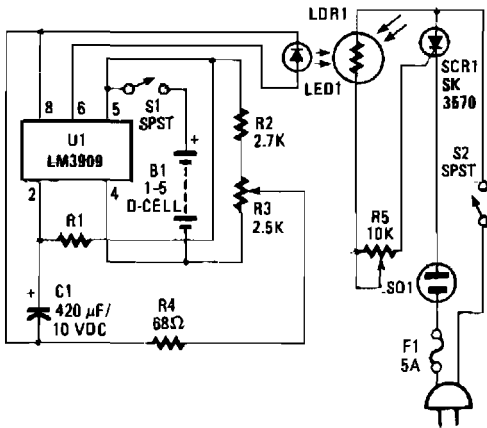 LDR1
LED1
SCR1
SK
3570
8
6
5
S1
SPST
U1
LM3909
2
4
R2
2.7K
B1
1-5
D-CELL
R3
2.5K
S2
SPST
R1
R5
10K
SO1
C1
420 µF/
10 VDC
R4
68Ω
F1
5A
+
+